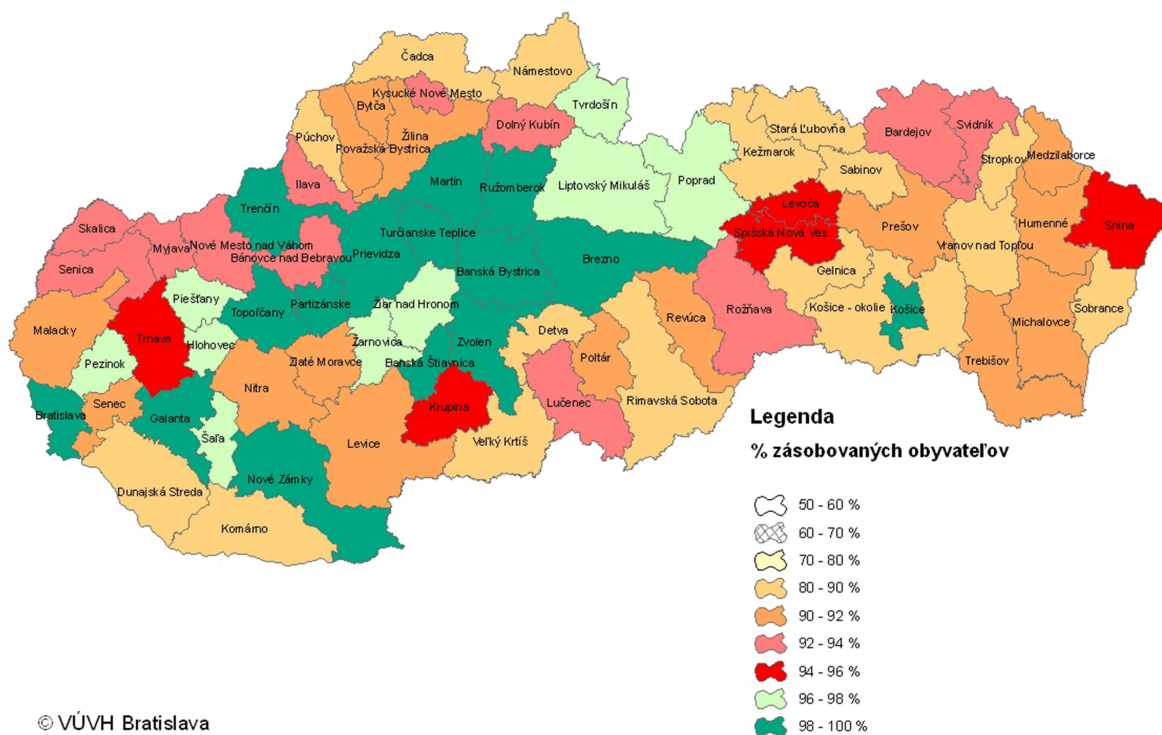 Čadca
Námestovo
Kysucké Nové Mesto
Bytča
Tvrdošín
Púchov
Žilina
Dolný Kubín
Považská Bystrica
Stará Ľubovňa
Bardejov
Svidník
Kežmarok
Stropkov
Medzilaborce
Sabinov
Ilava
Martin
Ružomberok
Liptovský Mikuláš
Poprad
Levoča
Trenčín
Prešov
Humenné
Snina
Skalica
Turčianske Teplice
Spišská Nová Ves
Myjava
Nové Mesto nad Váhom
Vranov nad Topľou
Senica
Bánovce nad Bebravou
Prievidza
Banská Bystrica
Brezno
Gelnica
Piešťany
Topoľčany
Partizánske
Žiar nad Hronom
Rožňava
Košice - okolie
Košice
Sobrance
Malacky
Trnava
Hlohovec
Žarnovica
Zvolen
Detva
Revúca
Michalovce
Pezinok
Zlaté Moravce
Banská Štiavnica
Poltár
Trebišov
Nitra
Bratislava
Senec
Galanta
Krupina
Lučenec
Rimavská Sobota
Šaľa
Levice
Veľký Krtíš
Nové Zámky
Dunajská Streda
Komárno
Legenda
% zásobovaných obyvateľov
50 - 60 %
60 - 70 %
70 - 80 %
80 - 90 %
90 - 92 %
92 - 94 %
94 - 96 %
96 - 98 %
98 - 100 %
© VÚVH Bratislava